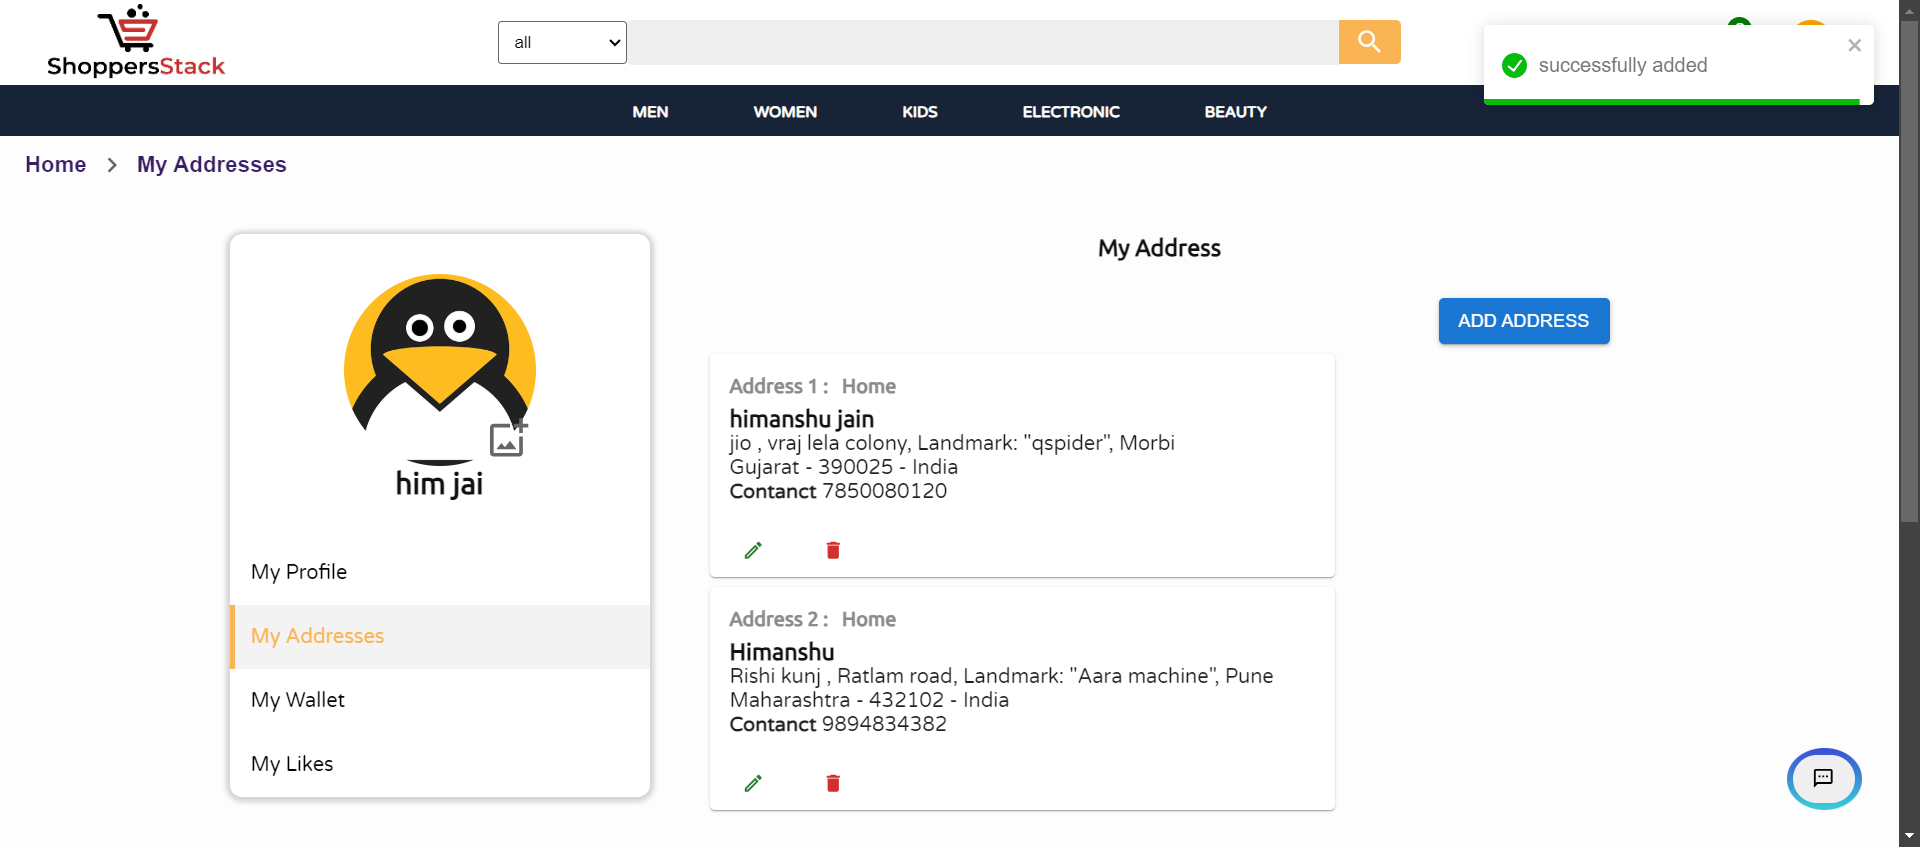 ShoppersStack
all
successfully added
MEN WOMEN KIDS ELECTRONIC BEAUTY
Home > My Addresses
him jai
My Profile
My Addresses
My Wallet
My Likes
My Address
ADD ADDRESS
Address 1 : Home
himanshu jain
jio , vraj lela colony, Landmark: "qspider", Morbi
Gujarat - 390025 - India
Contanct 7850080120
Address 2 : Home
Himanshu
Rishi kunj , Ratlam road, Landmark: "Aara machine", Pune
Maharashtra - 432102 - India
Contanct 9894834382